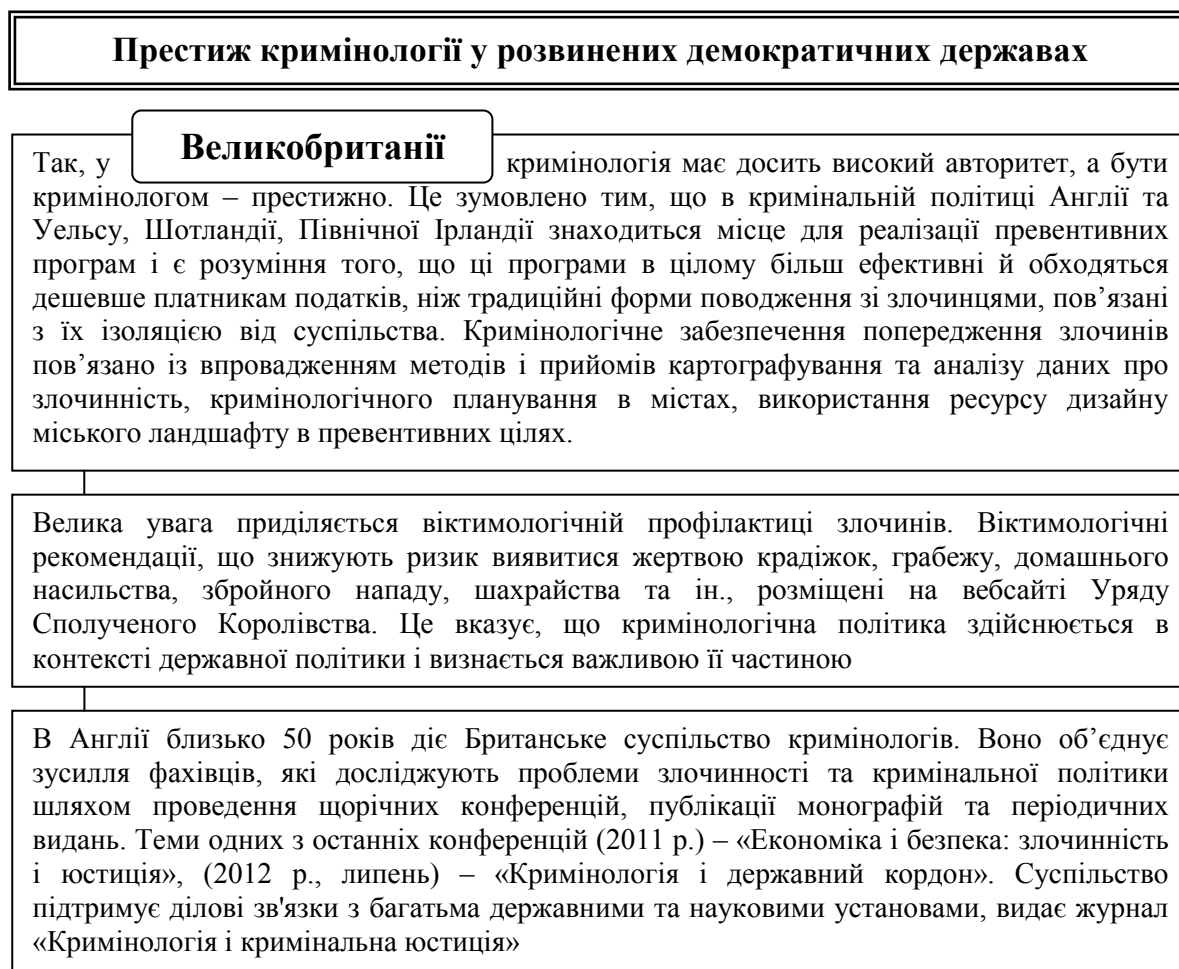 Престиж кримінології у розвинених демократичних державах
Так, у Великобританії кримінологія має досить високий авторитет, а бути
кримінологом – престижно. Це зумовлено тим, що в кримінальній політиці Англії та
Уельсу, Шотландії, Північної Ірландії знаходиться місце для реалізації превентивних
програм і є розуміння того, що ці програми в цілому більш ефективні й обходяться
дешевше платникам податків, ніж традиційні форми поводження зі злочинцями, пов’язані
з їх ізоляцією від суспільства. Кримінологічне забезпечення попередження злочинів
пов’язано із впровадженням методів і прийомів картографування та аналізу даних про
злочинність, кримінологічного планування в містах, використання ресурсу дизайну
міського ландшафту в превентивних цілях.
Велика увага приділяється віктимологічній профілактиці злочинів. Віктимологічні
рекомендації, що знижують ризик виявитися жертвою крадіжок, грабежу, домашнього
насильства, збройного нападу, шахрайства та ін., розміщені на вебсайті Уряду
Сполученого Королівства. Це вказує, що кримінологічна політика здійснюється в
контексті державної політики і визнається важливою її частиною
В Англії близько 50 років діє Британське суспільство кримінологів. Воно об’єднує
зусилля фахівців, які досліджують проблеми злочинності та кримінальної політики
шляхом проведення щорічних конференцій, публікації монографій та періодичних
видань. Теми одних з останніх конференцій (2011 р.) – «Економіка і безпека: злочинність
і юстиція», (2012 р., липень) – «Кримінологія і державний кордон». Суспільство
підтримує ділові зв'язки з багатьма державними та науковими установами, видає журнал
«Кримінологія і кримінальна юстиція»